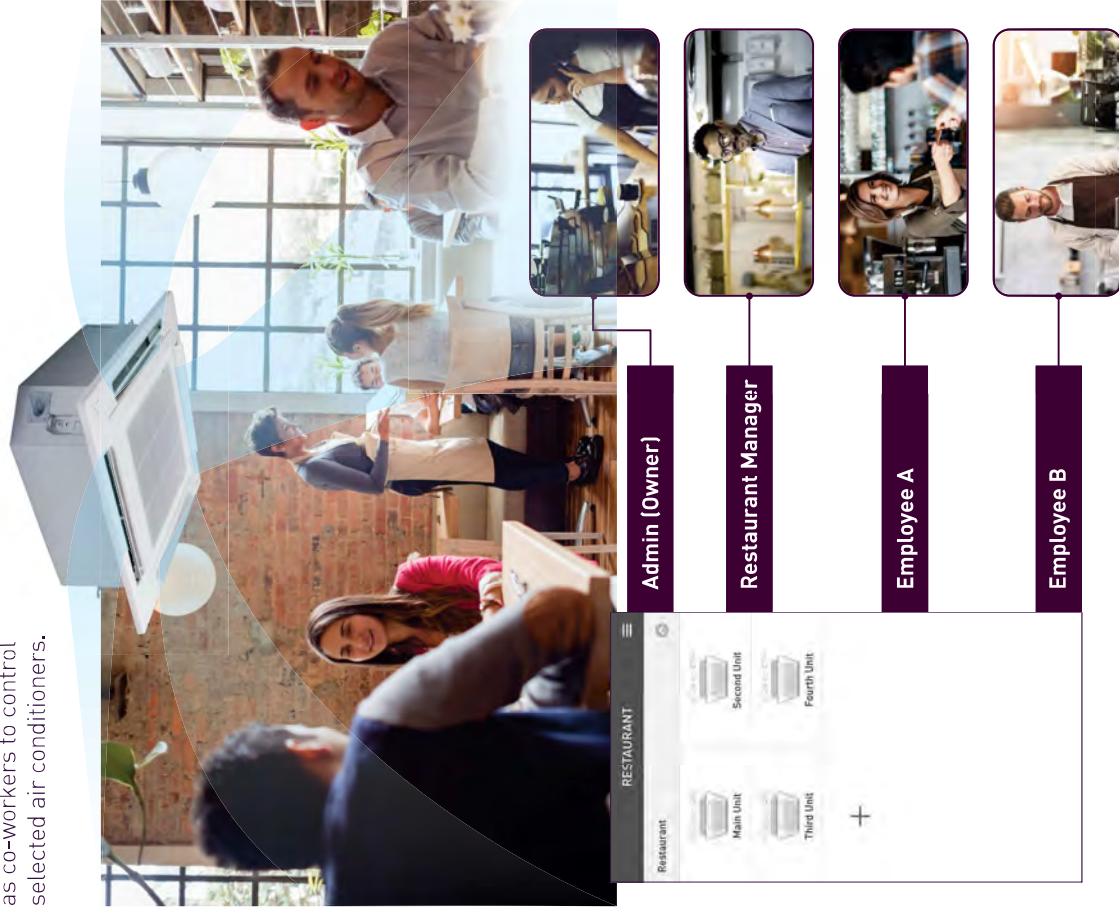 as co-workers to control
selected air conditioners.
RESTAURANT
Restaurant
Main Unit
Second Unit
Third Unit
Fourth Unit
+
Admin (Owner)
Restaurant Manager
Employee A
Employee B